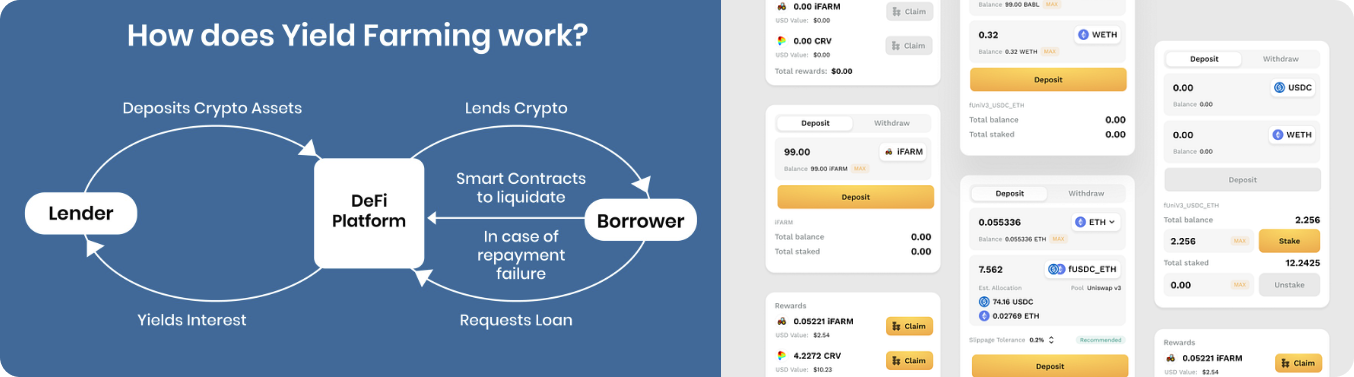 How does Yield Farming work?
Deposits Crypto Assets
Lends Crypto
Lender
DeFi
Platform
Smart Contracts
to liquidate
Borrower
In case of
repayment
failure
Yields Interest
Requests Loan
0.00 iFARM
USD Value: $0.00
Claim
0.00 CRV
USD Value: $0.00
Claim
Total rewards: $0.00
Deposit Withdraw
99.00 iFARM
Balance 99.00 iFARM MAX
Deposit
iFARM
Total balance 0.00
Total staked 0.00
Rewards
0.05221 iFARM
USD Value: $2.54
Claim
4.2272 CRV
USD Value: $10.23
Claim
Balance 99.00 BABL MAX
0.32 WETH
Balance 0.32 WETH MAX
Deposit
fUniV3_USDC_ETH
Total balance 0.00
Total staked 0.00
Deposit Withdraw
0.055336 ETH
Balance 0.055336 ETH MAX
7.562 fUSDC_ETH
Est. Allocation Pool Uniswap v3
74.16 USDC
0.02769 ETH
Slippage Tolerance 0.2% Recommended
Deposit
Deposit Withdraw
0.00 USDC
Balance 0.00
0.00 WETH
Balance 0.00
Deposit
fUniV3_USDC_ETH
Total balance 2.256
2.256 MAX Stake
Total staked 12.2425
0.00 MAX Unstake
Rewards
0.05221 iFARM
USD Value: $2.54
Claim